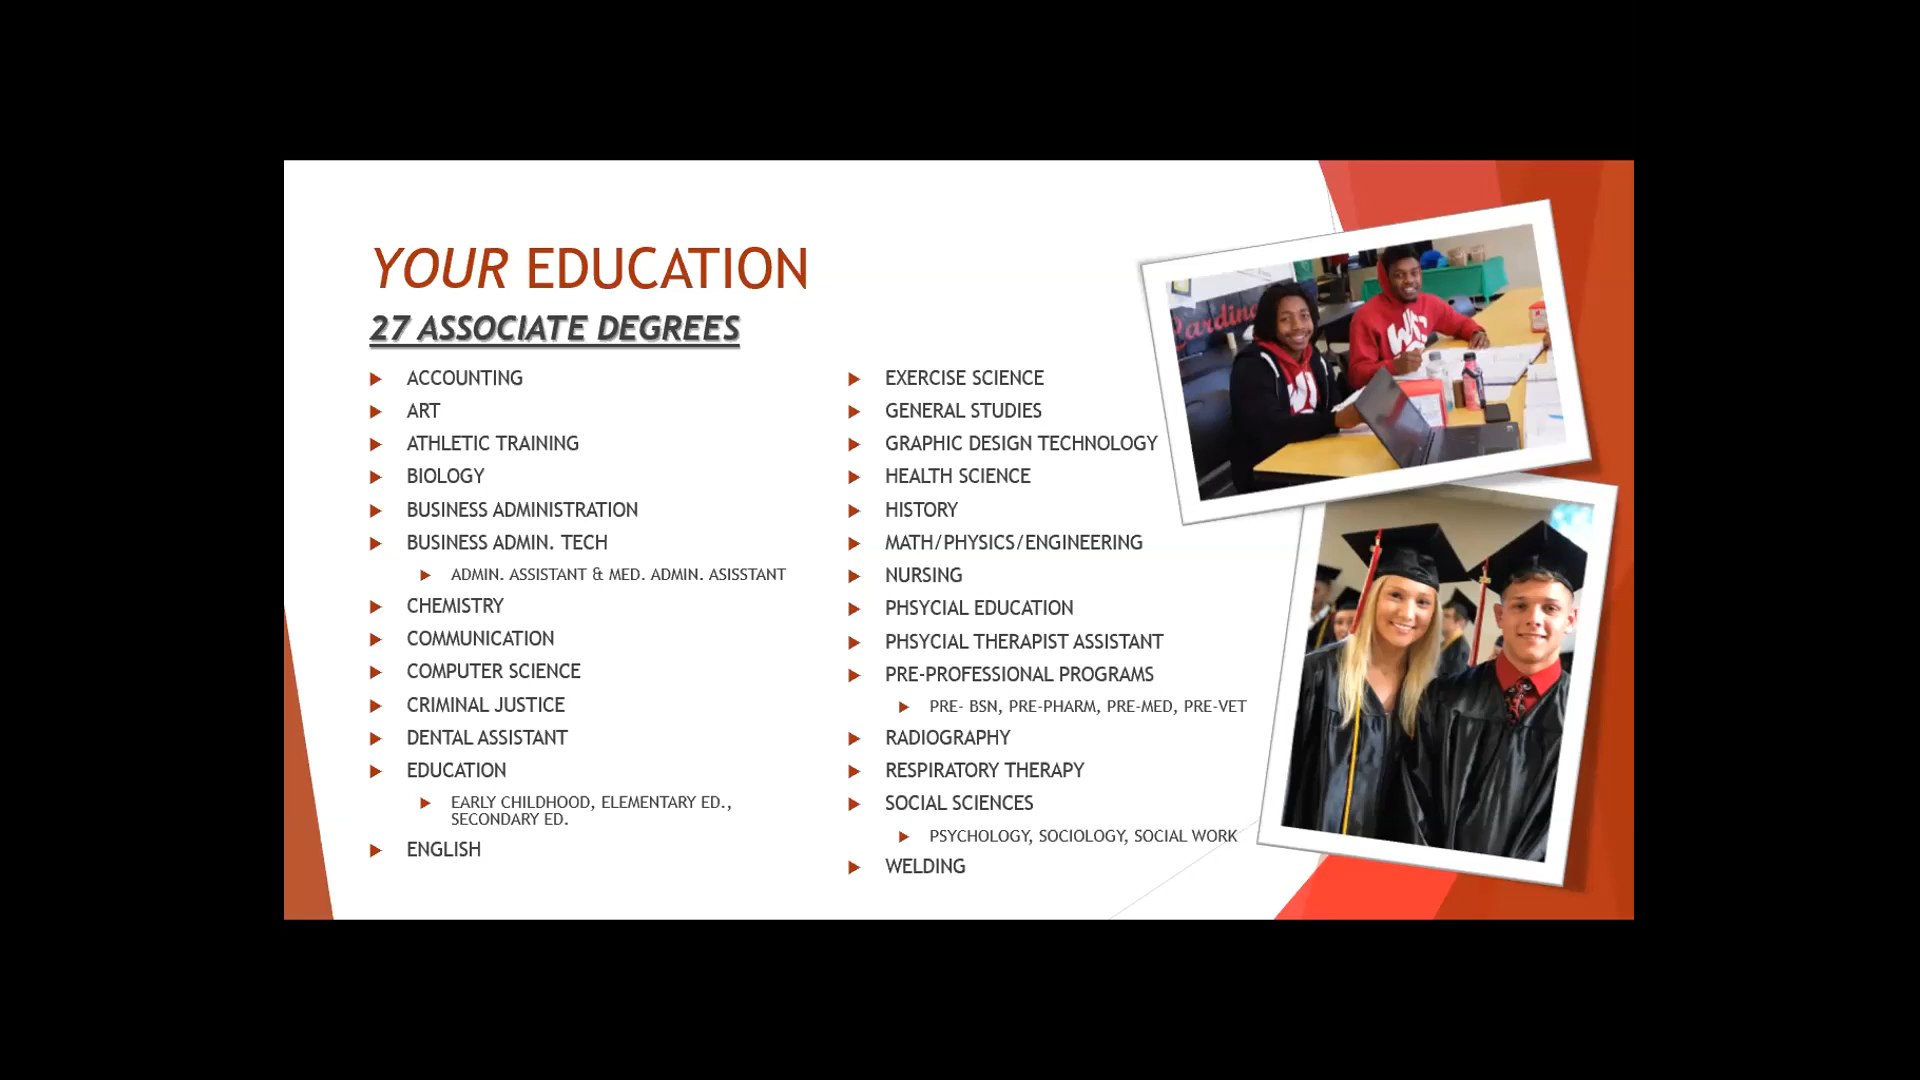 YOUR EDUCATION
27 ASSOCIATE DEGREES
ACCOUNTING
ART
ATHLETIC TRAINING
BIOLOGY
BUSINESS ADMINISTRATION
BUSINESS ADMIN. TECH
ADMIN. ASSISTANT & MED. ADMIN. ASISSTANT
CHEMISTRY
COMMUNICATION
COMPUTER SCIENCE
CRIMINAL JUSTICE
DENTAL ASSISTANT
EDUCATION
EARLY CHILDHOOD, ELEMENTARY ED.,
SECONDARY ED.
ENGLISH
EXERCISE SCIENCE
GENERAL STUDIES
GRAPHIC DESIGN TECHNOLOGY
HEALTH SCIENCE
HISTORY
MATH/PHYSICS/ENGINEERING
NURSING
PHSYCIAL EDUCATION
PHSYCIAL THERAPIST ASSISTANT
PRE-PROFESSIONAL PROGRAMS
PRE- BSN, PRE-PHARM, PRE-MED, PRE-VET
RADIOGRAPHY
RESPIRATORY THERAPY
SOCIAL SCIENCES
PSYCHOLOGY, SOCIOLOGY, SOCIAL WORK
WELDING